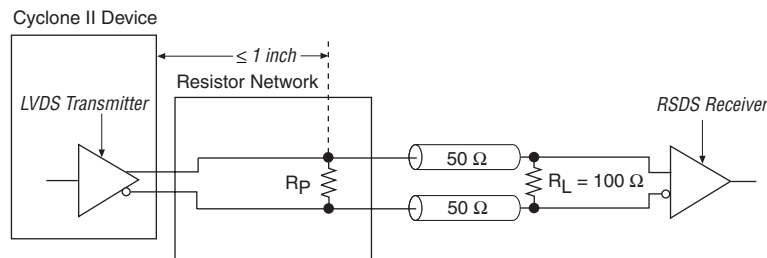 Cyclone II Device
≤ 1 inch
Resistor Network
LVDS Transmitter
RSDS Receiver
50 Ω
RP
RL = 100 Ω
50 Ω